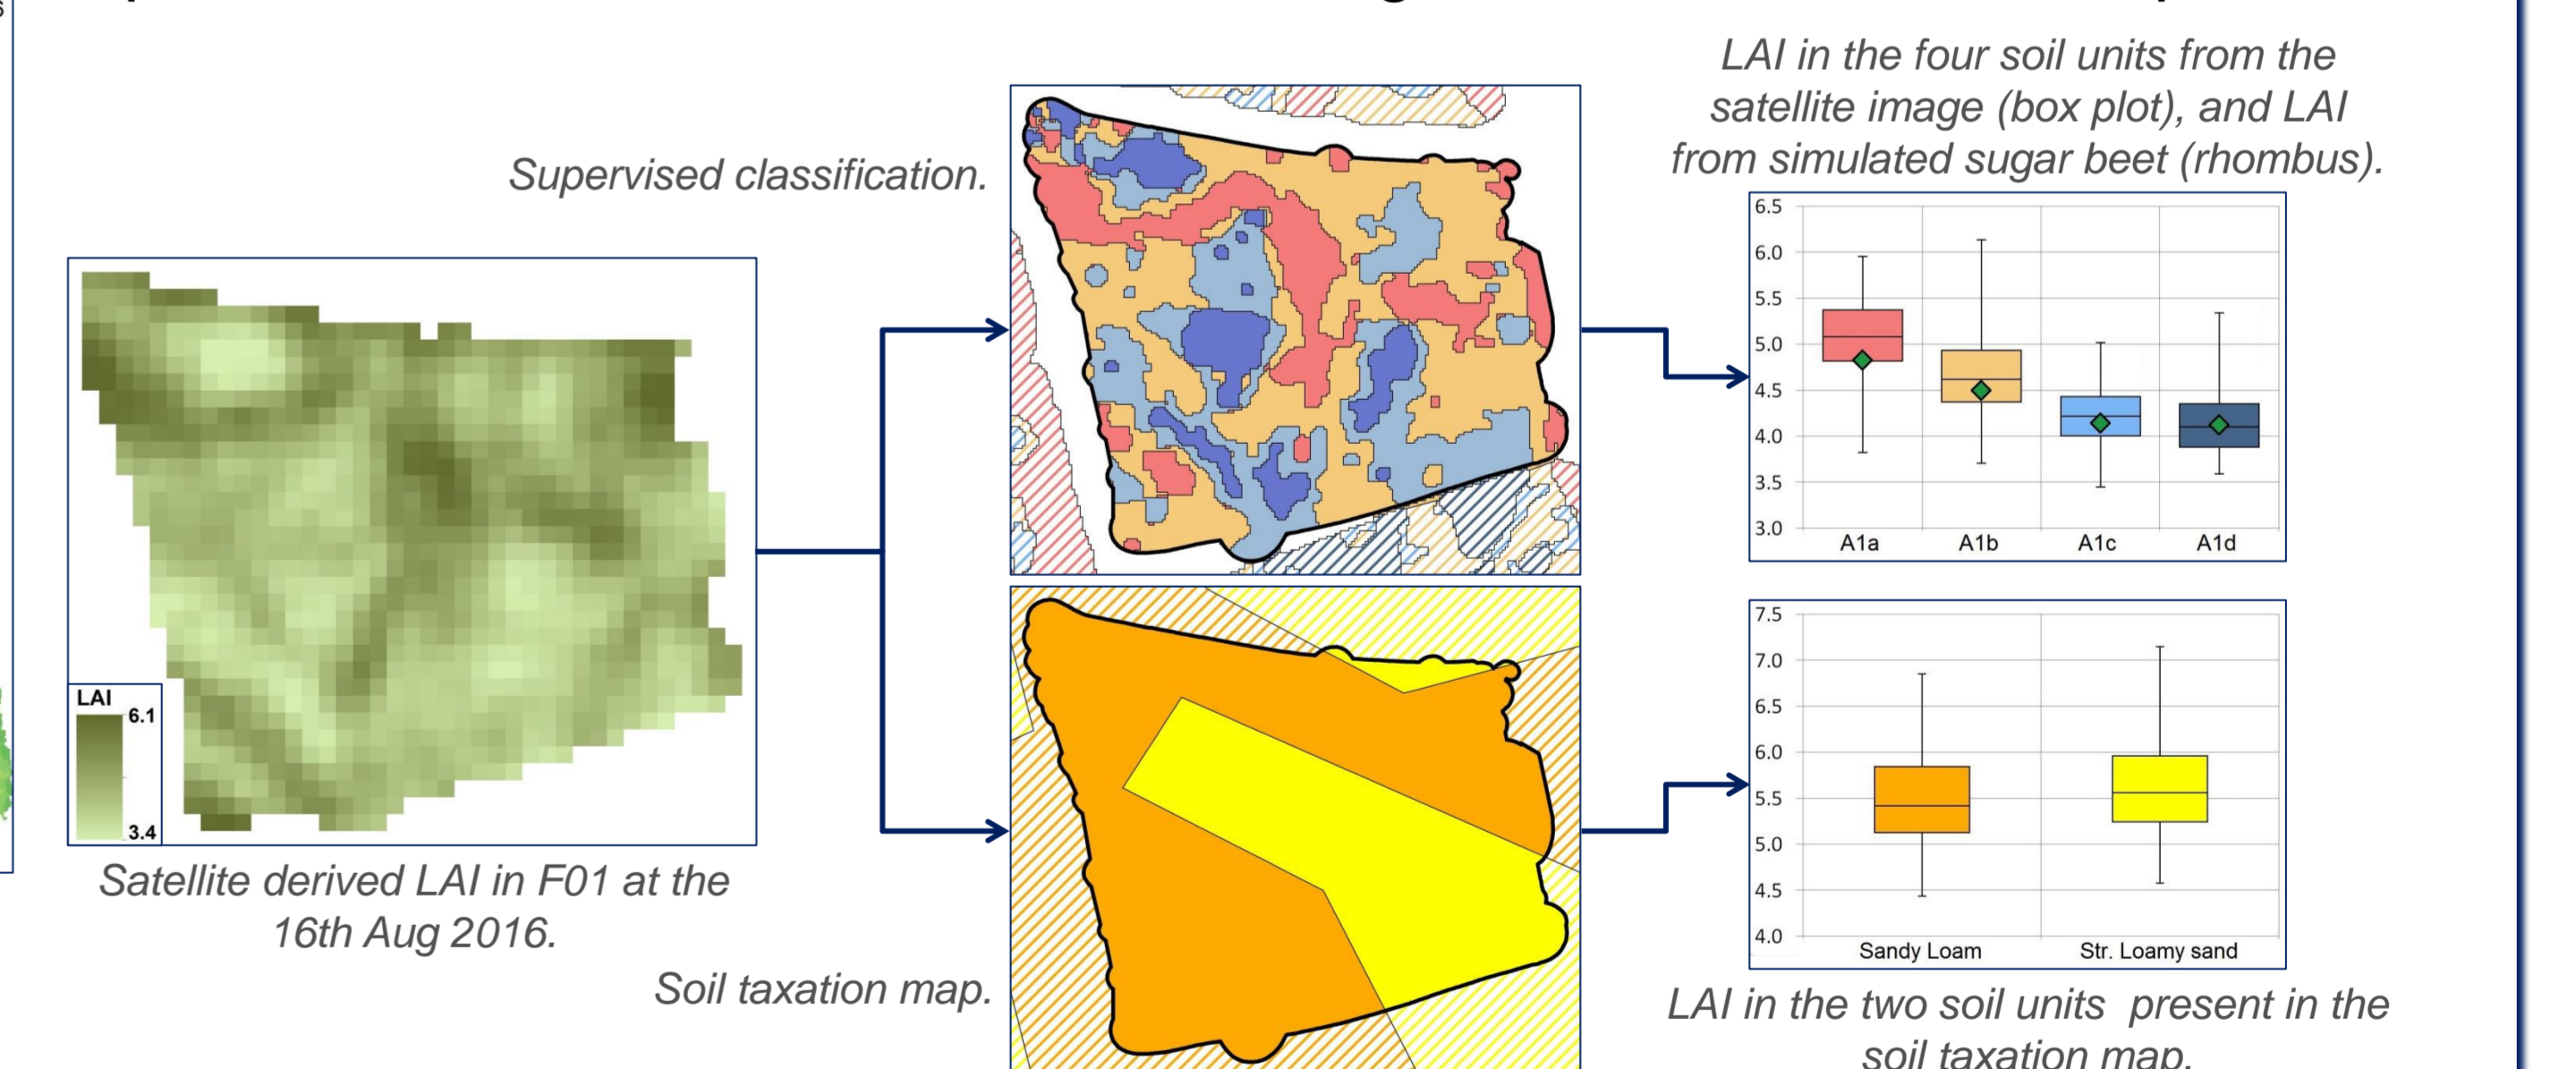 LAI in the four soil units from the
satellite image (box plot), and LAI
from simulated sugar beet (rhombus).
Supervised classification.
6.5
6.0
5.5
5.0
4.5
4.0
3.5
3.0
A1a
A1b
A1c
A1d
LAI
6.1
3.4
Satellite derived LAI in F01 at the
16th Aug 2016.
Soil taxation map.
7.5
7.0
6.5
6.0
5.5
5.0
4.5
4.0
Sandy Loam
Str. Loamy sand
LAI in the two soil units  present in the
soil taxation map.